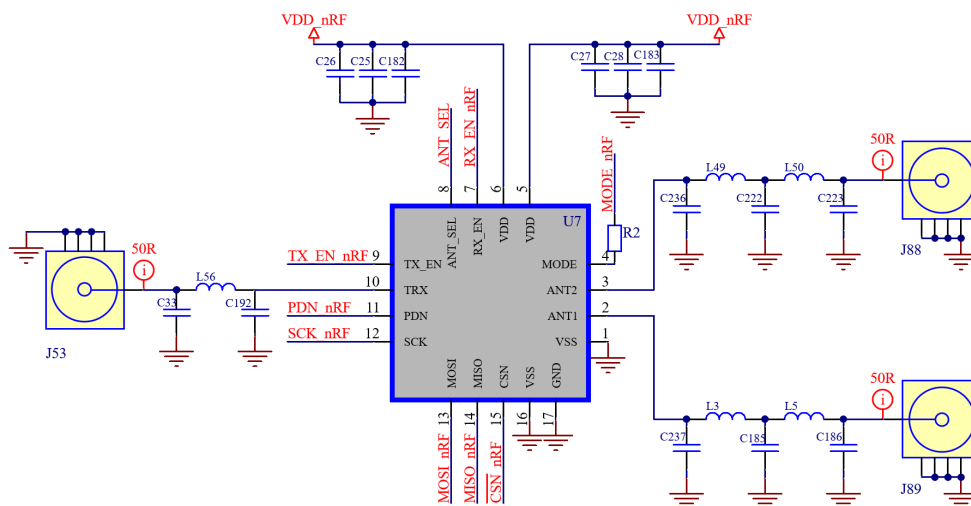 VDD_nRF
VDD_nRF
C26
C25
C182
C27
C28
C183
ANT_SEL
RX_EN_nRF
MODE_nRF
50R
i
L49
L50
C236
C222
C223
J88
8
7
6
5
U7
R2
ANT_SEL
RX_EN
VDD
VDD
50R
i
TX_EN_nRF
9
TX_EN
MODE
4
L56
10
TRX
ANT2
3
C33
C192
PDN_nRF
11
PDN
ANT1
2
SCK_nRF
12
SCK
VSS
1
J53
MOSI
MISO
CSN
VSS
GND
13
14
15
16
17
MOSI_nRF
MISO_nRF
CSN_nRF
50R
i
L3
L5
C237
C185
C186
J89